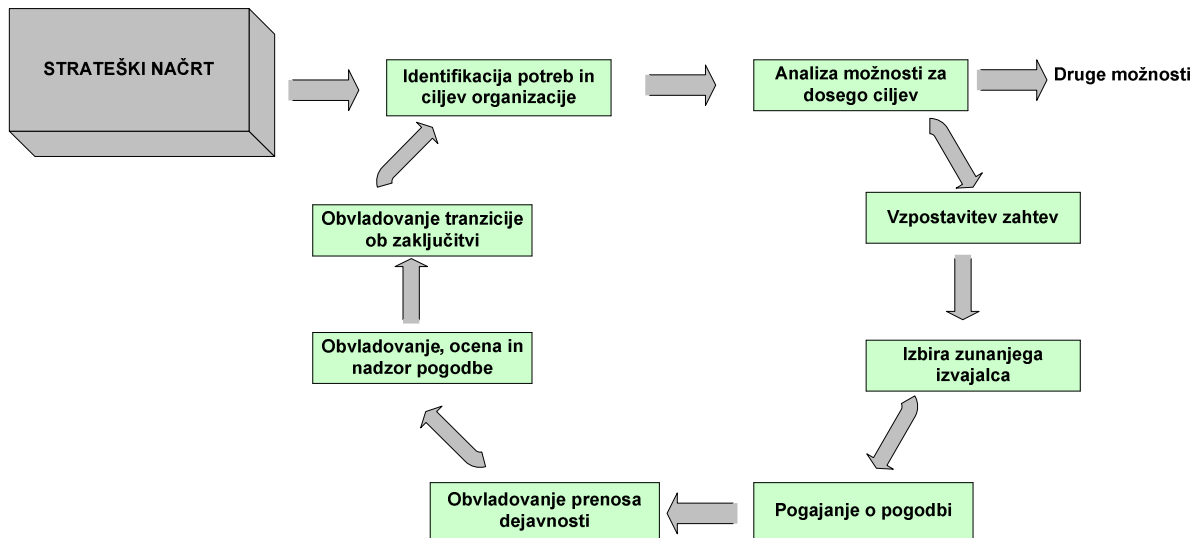 STRATEŠKI NAČRT
Identifikacija potreb in
ciljev organizacije
Analiza možnosti za
dosego ciljev
Druge možnosti
Vzpostavitev zahtev
Izbira zunanjega
izvajalca
Pogajanje o pogodbi
Obvladovanje prenosa
dejavnosti
Obvladovanje, ocena in
nadzor pogodbe
Obvladovanje tranzicije
ob zaključitvi